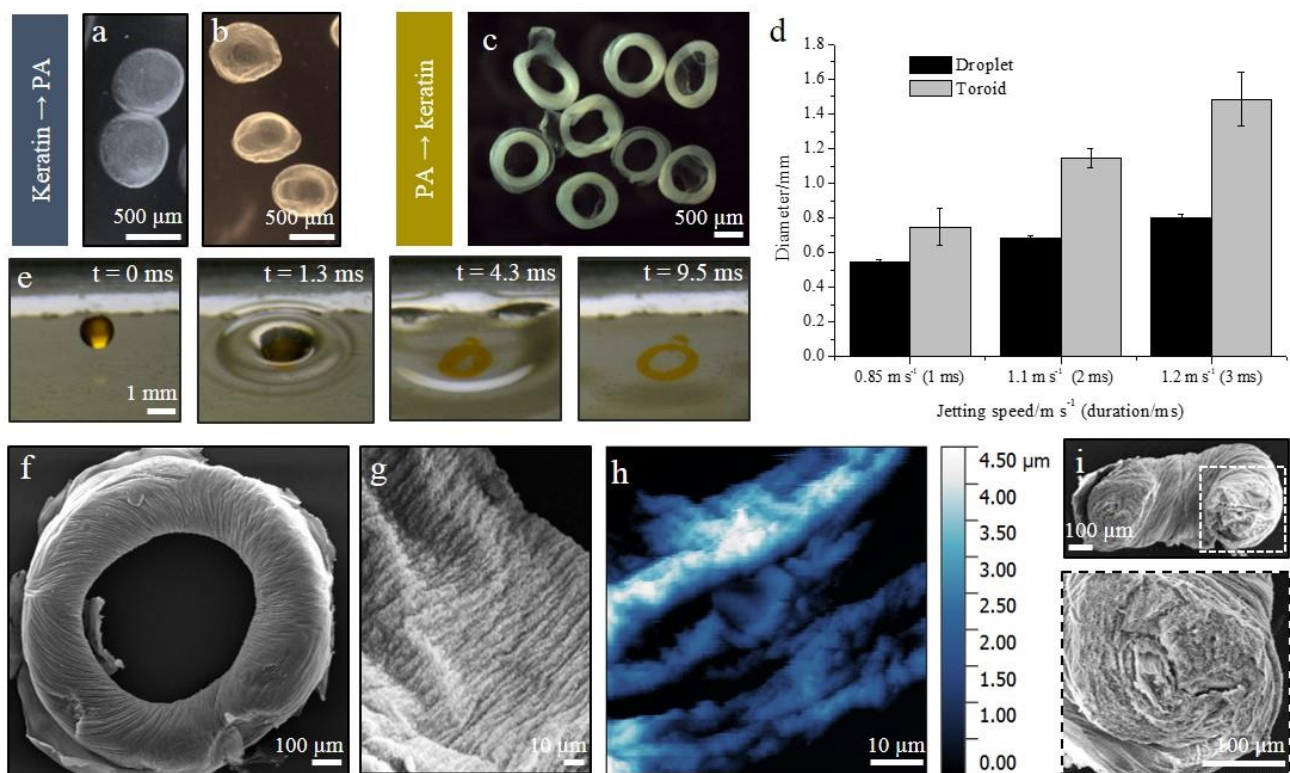 Keratin → PA
a
500 µm
b
500 µm
PA → keratin
c
500 µm
d
1.8
1.6
1.4
1.2
1.0
0.8
0.6
0.4
0.2
0.0
Diameter/mm
Droplet
Toroid
0.85 m s⁻¹ (1 ms)
1.1 m s⁻¹ (2 ms)
1.2 m s⁻¹ (3 ms)
Jetting speed/m s⁻¹ (duration/ms)
e
t = 0 ms
1 mm
t = 1.3 ms
t = 4.3 ms
t = 9.5 ms
f
100 µm
g
10 µm
h
10 µm
4.50 µm
4.00
3.50
3.00
2.50
2.00
1.50
1.00
0.00
i
100 µm
100 µm